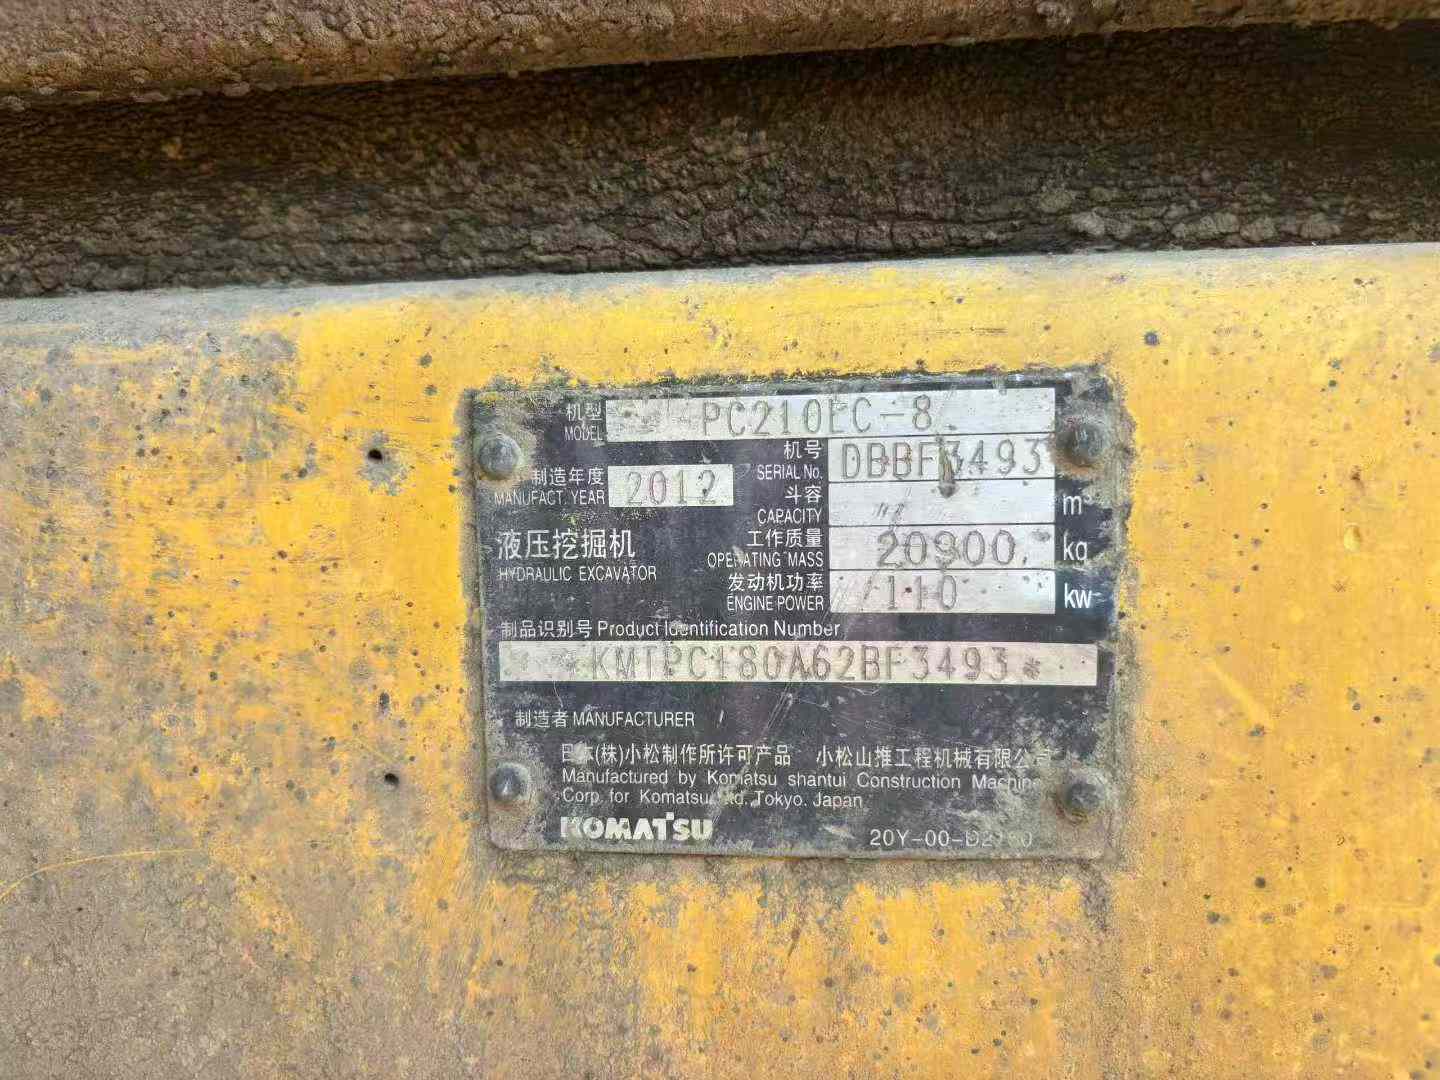 机型 MODEL PC210LC-8
机号 SERIAL No. DBBF3493
制造年度 MANUFACT. YEAR 2012
斗容 CAPACITY m³
液压挖掘机
HYDRAULIC EXCAVATOR
工作质量 OPERATING MASS 20900 kg
发动机功率 ENGINE POWER 110 kw
制品识别号 Product Identification Number
*KMTPC180A62BF3493*
制造者 MANUFACTURER
日本(株)小松制作所许可产品 小松山推工程机械有限公司
Manufactured by Komatsu shantui Construction Machine
Corp. for Komatsu Ltd. Tokyo. Japan
KOMATSU